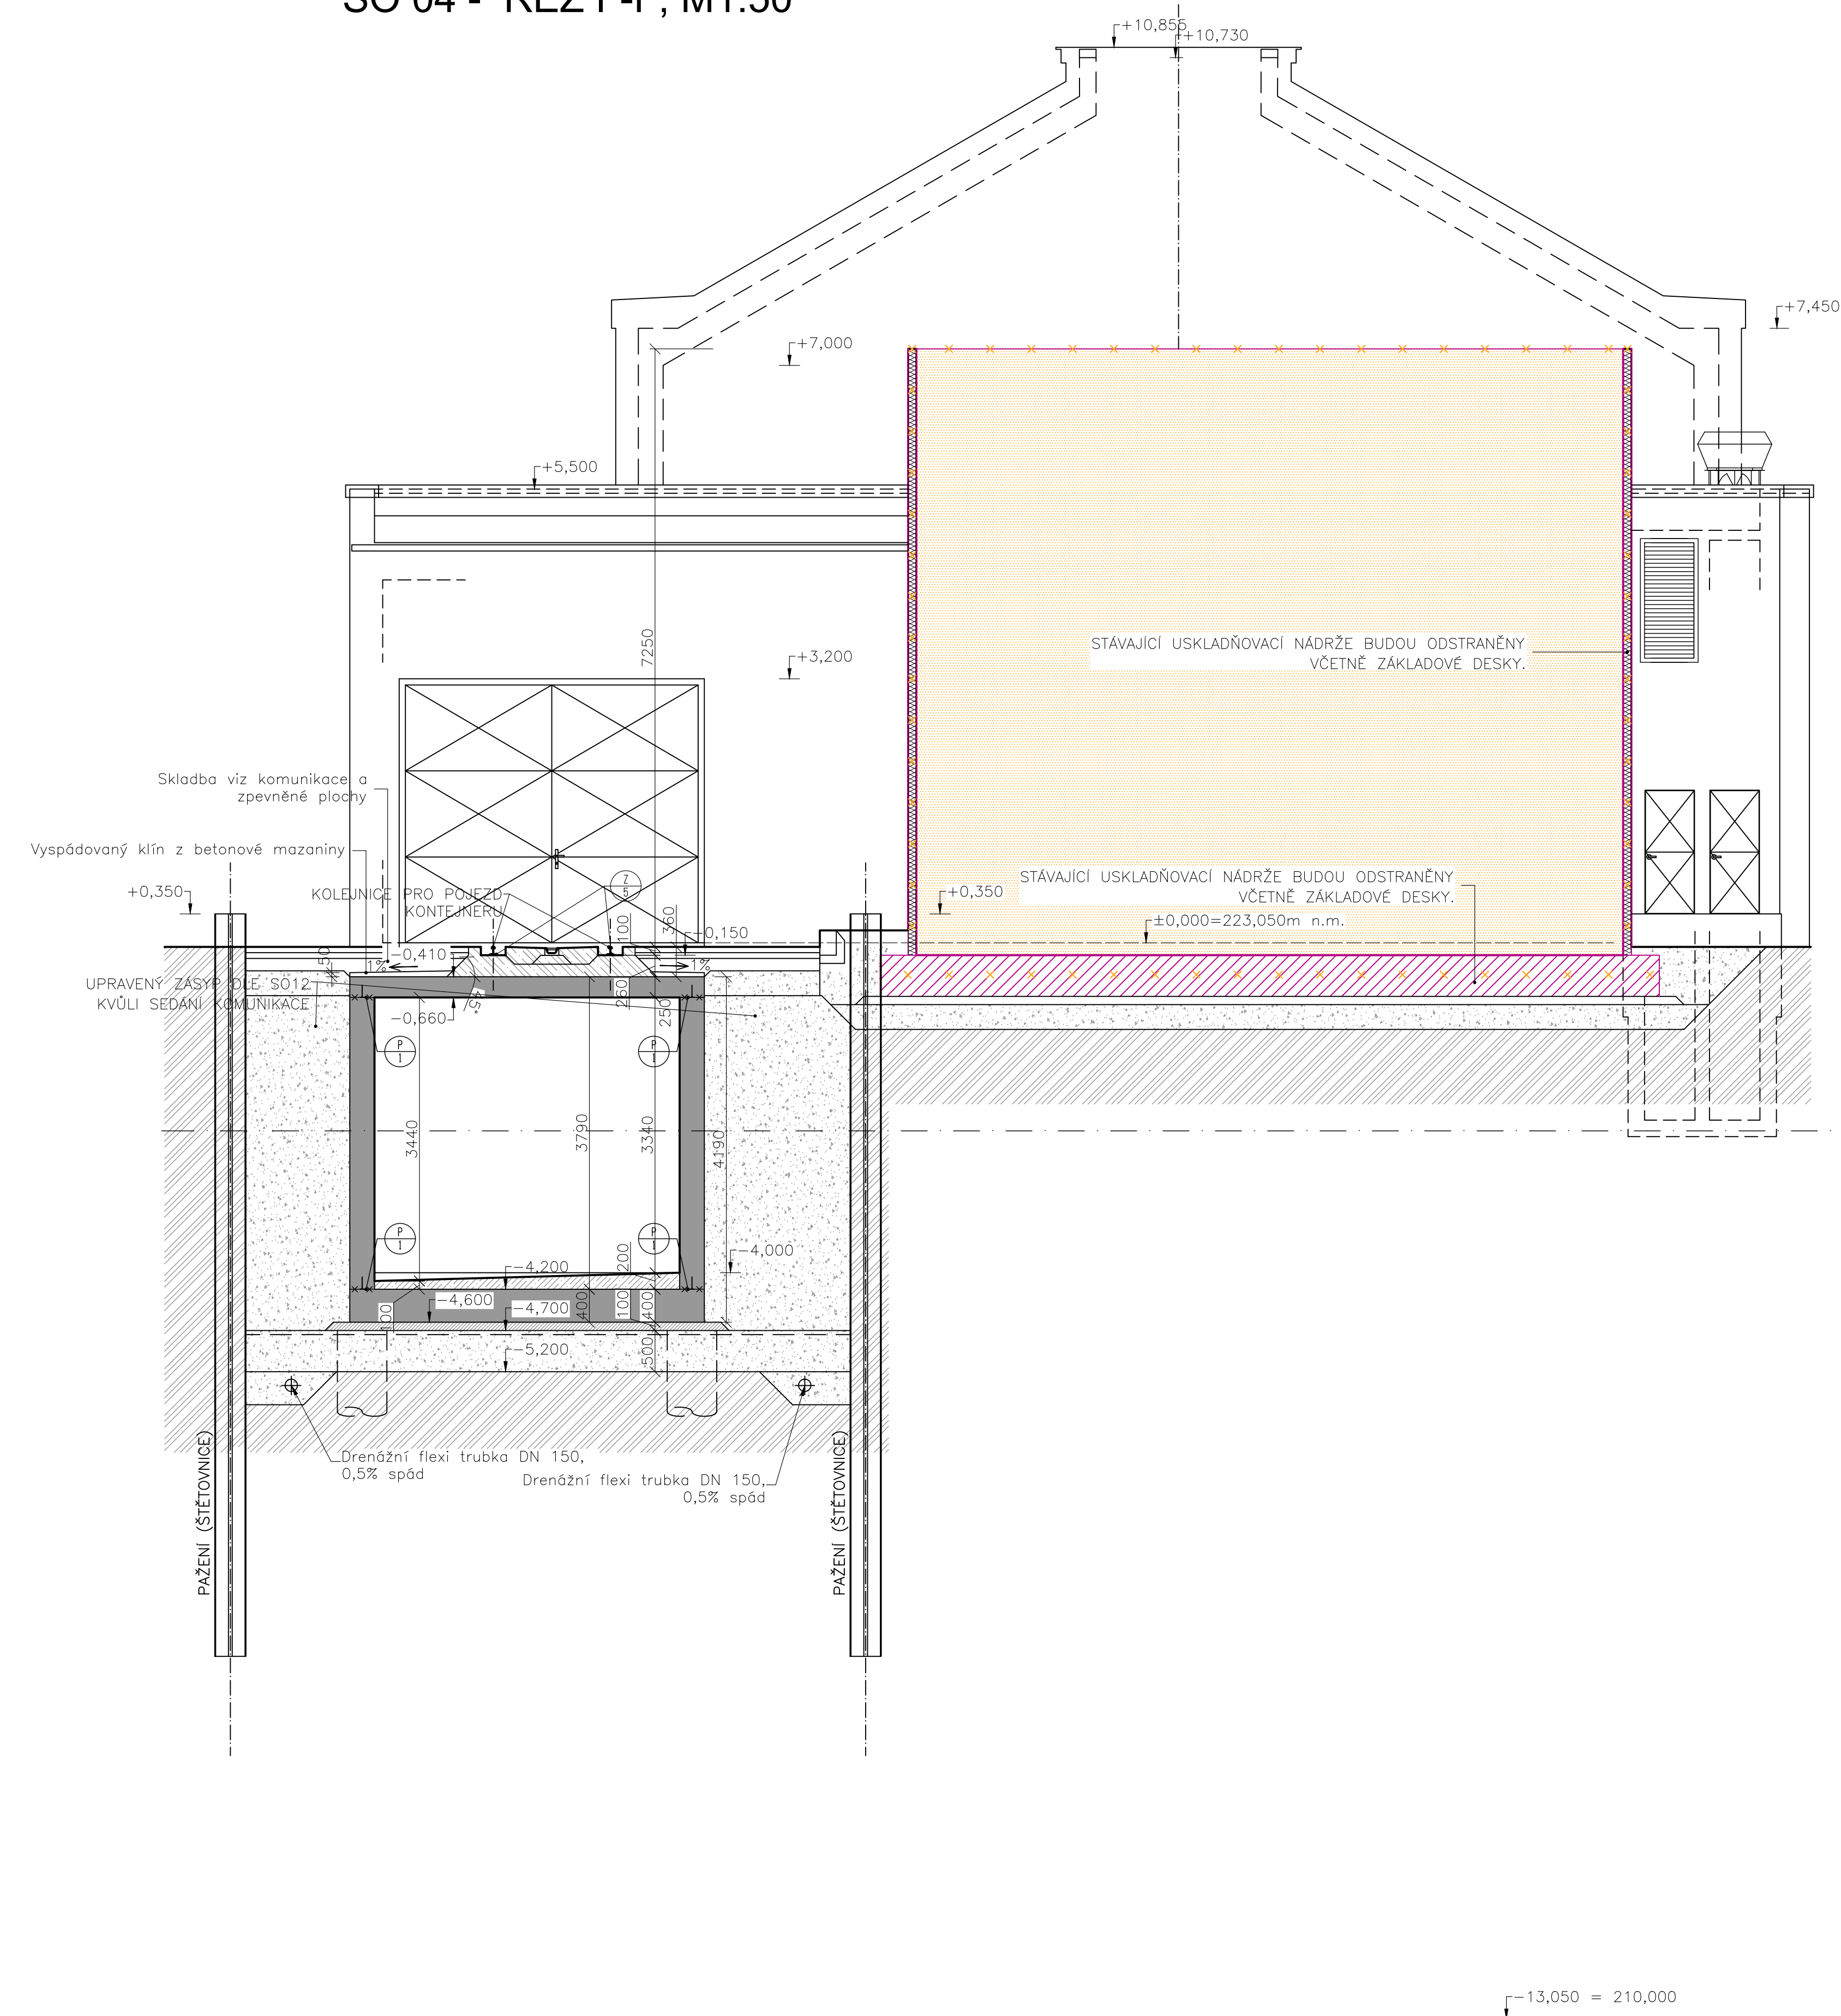 +10,855
+10,730
+7,450
+7,000
+5,500
7250
STÁVAJÍCÍ USKLADŇOVACÍ NÁDRŽE BUDOU ODSTRANĚNY
VČETNĚ ZÁKLADOVÉ DESKY.
+3,200
Skladba viz komunikace a
zpevněné plochy
Vyspádovaný klín z betonové mazaniny
+0,350
KOLEJNICE PRO POJEZD
KONTEJNERU
Z
5
100
360
STÁVAJÍCÍ USKLADŇOVACÍ NÁDRŽE BUDOU ODSTRANĚNY
VČETNĚ ZÁKLADOVÉ DESKY.
+0,350
±0,000=223,050m n.m.
-0,150
-0,410
1%
1%
50
45°
260
250
UPRAVENÝ ZÁSYP DLE SO12
KVŮLI SEDÁNÍ KOMUNIKACE
-0,660
P
1
P
1
3440
3790
3340
4190
P
1
P
1
200
-4,000
-4,200
-4,600
-4,700
100
400
100
400
-5,200
500
Drenážní flexi trubka DN 150,
0,5% spád
Drenážní flexi trubka DN 150,
0,5% spád
PAŽENÍ (ŠTĚTOVNICE)
PAŽENÍ (ŠTĚTOVNICE)
-13,050 = 210,000